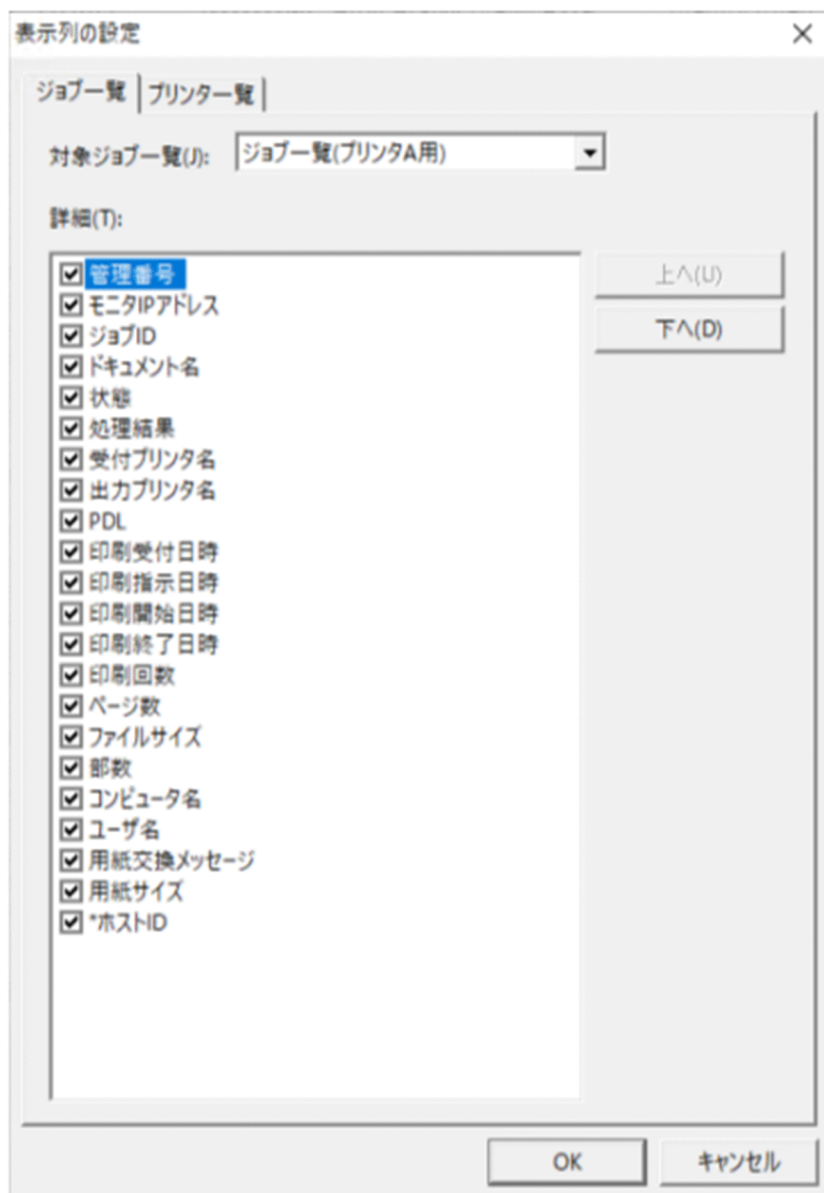 表示列の設定
ジョブ一覧 プリンター覧
対象ジョブ一覧(J): ジョブ一覧(プリンタA用)
詳細(T):
管理番号
上へ(U)
モニタIPアドレス
下へ(D)
ジョブID
ドキュメント名
状態
処理結果
受付プリンタ名
出力プリンタ名
PDL
印刷受付日時
印刷指示日時
印刷開始日時
印刷終了日時
印刷回数
ページ数
ファイルサイズ
部数
コンピュータ名
ユーザ名
用紙交換メッセージ
用紙サイズ
*ホストID
OK キャンセル